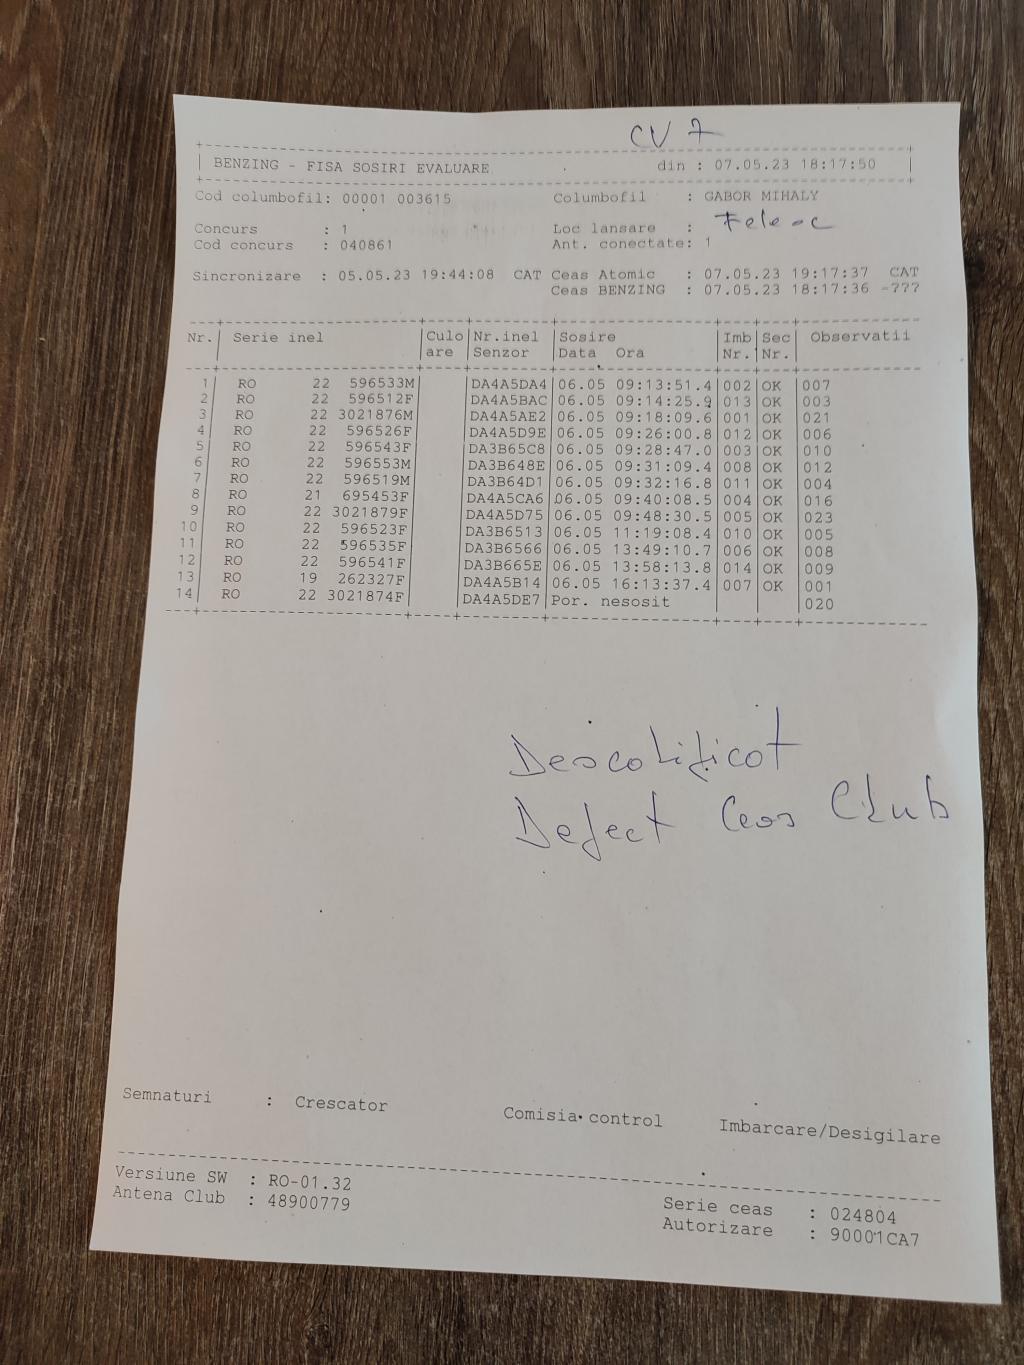 CV 7
BENZING - FISA SOSIRI EVALUARE din : 07.05.23 18:17:50
Cod columbofil: 00001 003615 Columbofil : GABOR MIHALY
Concurs : 1 Loc lansare : Feleac
Cod concurs : 040861 Ant. conectate: 1
Sincronizare : 05.05.23 19:44:08 CAT Ceas Atomic : 07.05.23 19:17:37 CAT
Ceas BENZING : 07.05.23 18:17:36 -???
Nr. Serie inel Culo Nr.inel Sosire Imb Sec Observatii
are Senzor Data Ora Nr. Nr.
1 RO 22 596533M DA4A5DA4 06.05 09:13:51.4 002 OK 007
2 RO 22 596512F DA4A5BAC 06.05 09:14:25.9 013 OK 003
3 RO 22 3021876M DA4A5AE2 06.05 09:18:09.6 001 OK 021
4 RO 22 596526F DA4A5D9E 06.05 09:26:00.8 012 OK 006
5 RO 22 596543F DA3B65C8 06.05 09:28:47.0 003 OK 010
6 RO 22 596553M DA3B648E 06.05 09:31:09.4 008 OK 012
7 RO 22 596519M DA3B64D1 06.05 09:32:16.8 011 OK 004
8 RO 21 695453F DA4A5CA6 06.05 09:40:08.5 004 OK 016
9 RO 22 3021879F DA4A5D75 06.05 09:48:30.5 005 OK 023
10 RO 22 596523F DA3B6513 06.05 11:19:08.4 010 OK 005
11 RO 22 596535F DA3B6566 06.05 13:49:10.7 006 OK 008
12 RO 22 596541F DA3B665E 06.05 13:58:13.8 014 OK 009
13 RO 19 262327F DA4A5B14 06.05 16:13:37.4 007 OK 001
14 RO 22 3021874F DA4A5DE7 Por. nesosit 020
Descalificat
Defect Ceas Club
Semnaturi : Crescator Comisia control Imbarcare/Desigilare
Versiune SW : RO-01.32 Serie ceas : 024804
Antena Club : 48900779 Autorizare : 90001CA7